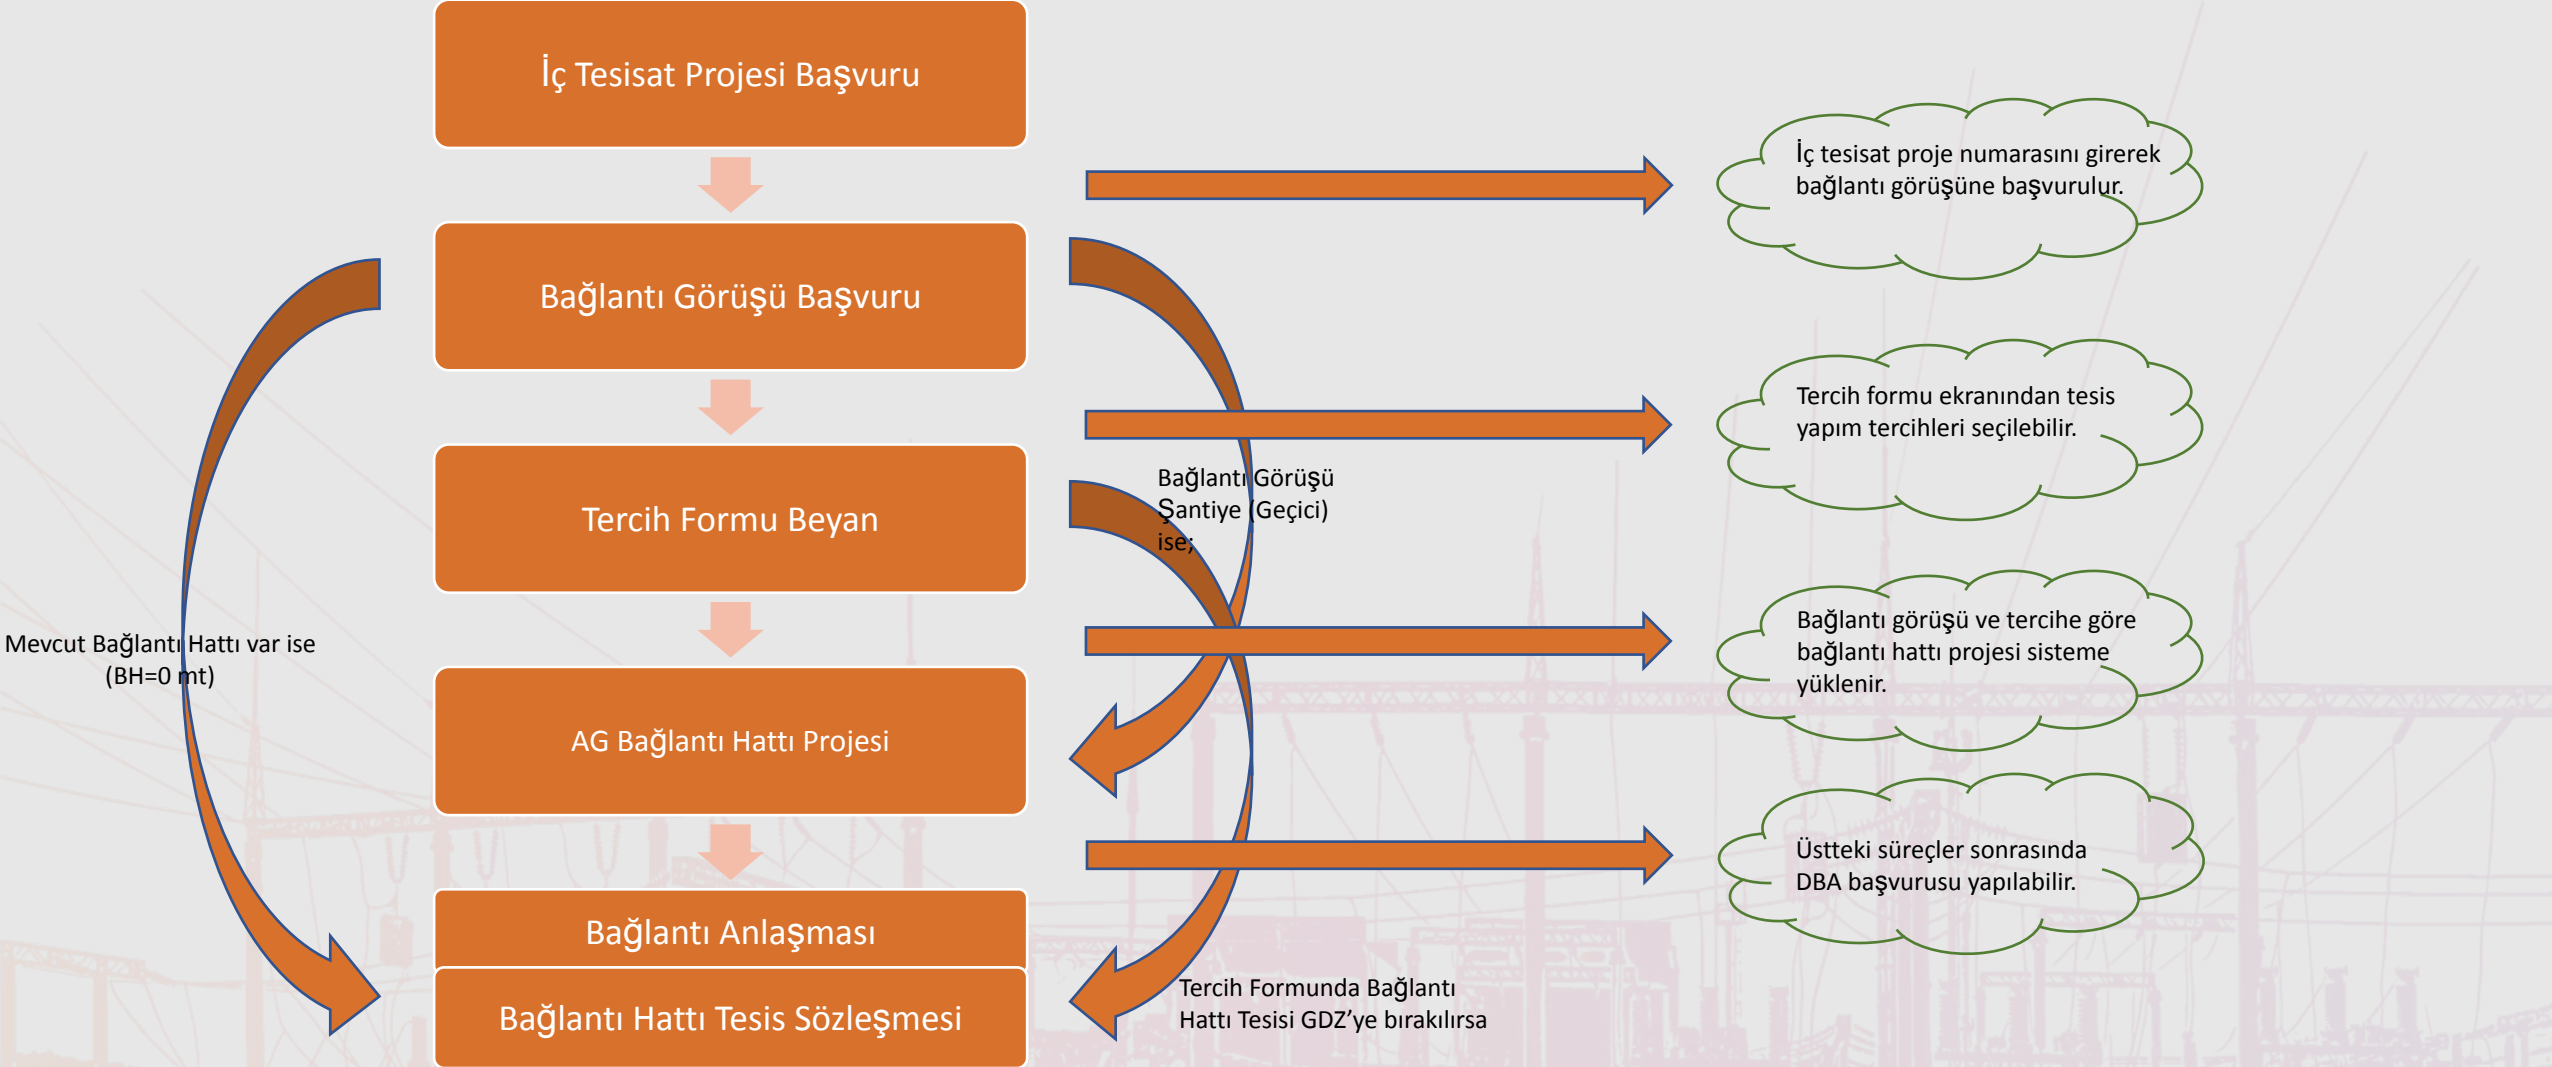 İç Tesisat Projesi Başvuru
İç tesisat proje numarasını girerek
bağlantı görüşüne başvurulur.
Bağlantı Görüşü Başvuru
Tercih formu ekranından tesis
yapım tercihleri seçilebilir.
Bağlantı Görüşü
Şantiye (Geçici)
ise;
Tercih Formu Beyan
Mevcut Bağlantı Hattı var ise
(BH=0 mt)
Bağlantı görüşü ve tercihe göre
bağlantı hattı projesi sisteme
yüklenir.
AG Bağlantı Hattı Projesi
Üstteki süreçler sonrasında
DBA başvurusu yapılabilir.
Bağlantı Anlaşması
Bağlantı Hattı Tesis Sözleşmesi
Tercih Formunda Bağlantı
Hattı Tesisi GDZ’ye bırakılırsa